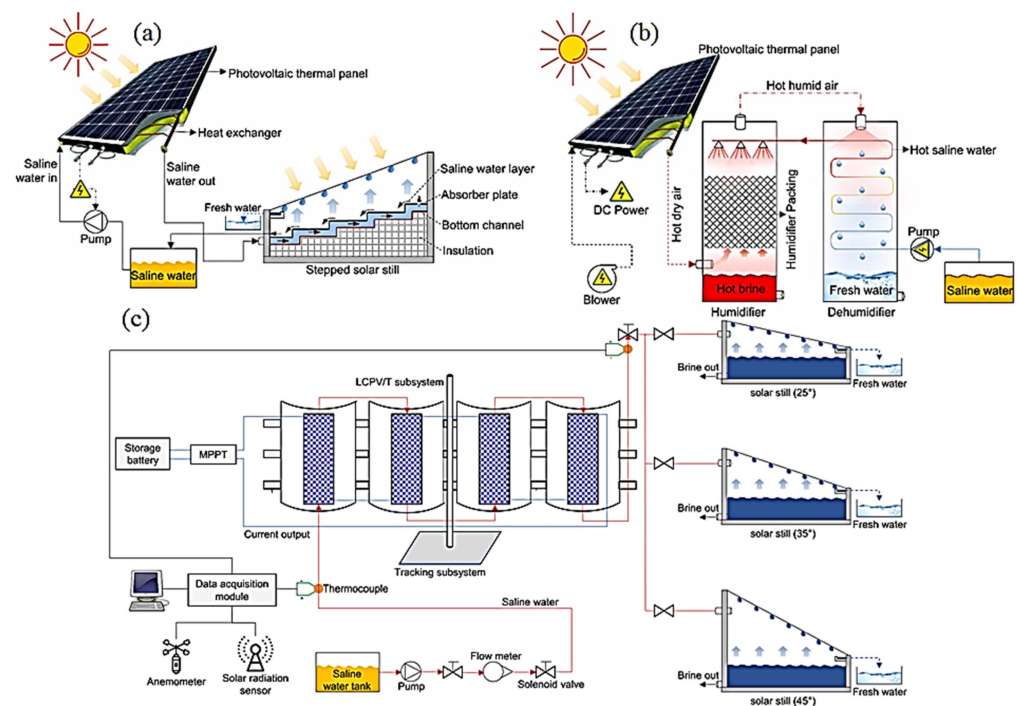 (a)
Photovoltaic thermal panel
Heat exchanger
Saline
water in
Saline
water out
Pump
Saline water
Fresh water
Saline water layer
Absorber plate
Bottom channel
Insulation
Stepped solar still
(b)
Photovoltaic thermal panel
Hot humid air
Hot saline water
DC Power
Hot dry air
Humidifier Packing
Blower
Hot brine
Humidifier
Fresh water
Dehumidifier
Pump
Saline water
(c)
LCPV/T subsystem
Storage
battery
MPPT
Current output
Tracking subsystem
Data acquisition
module
Thermocouple
Anemometer
Solar radiation
sensor
Saline water
Saline
water tank
Pump
Flow meter
Solenoid valve
Brine out
solar still (25°)
Fresh water
Brine out
solar still (35°)
Fresh water
Brine out
solar still (45°)
Fresh water